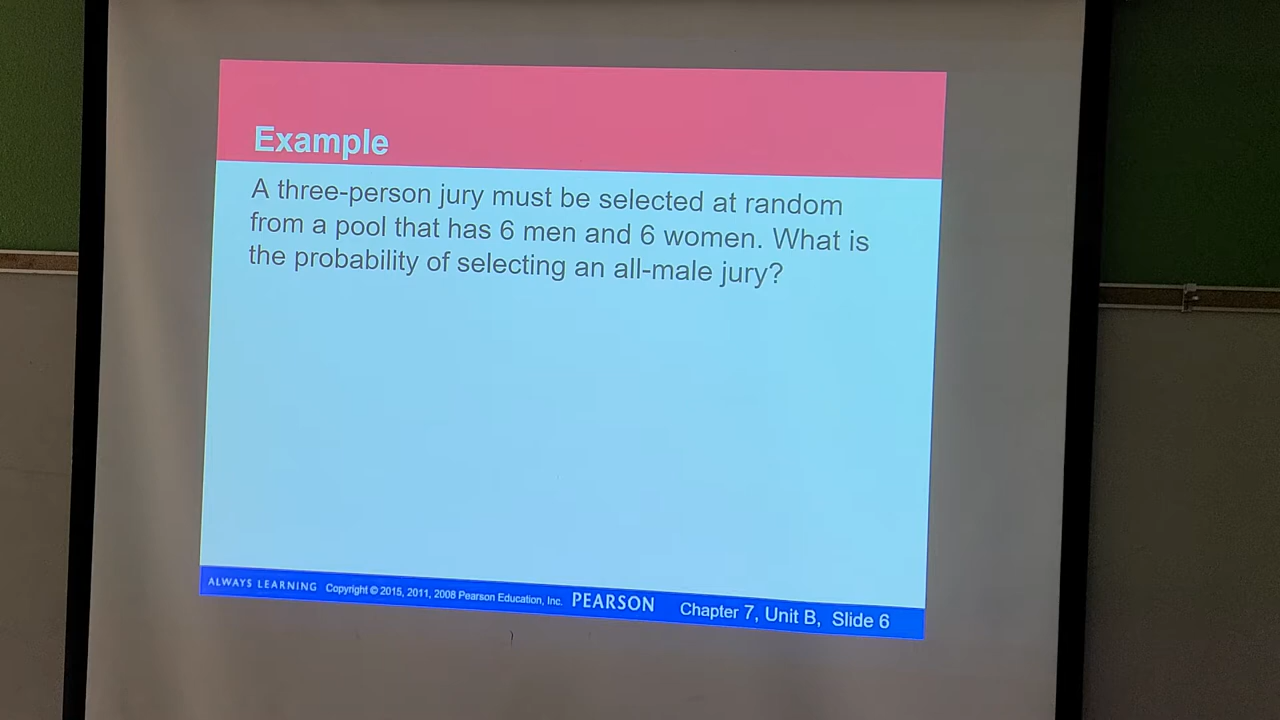 Example
A three-person jury must be selected at random
from a pool that has 6 men and 6 women. What is
the probability of selecting an all-male jury?
ALWAYS LEARNING Copyright © 2015, 2011, 2008 Pearson Education, Inc. PEARSON Chapter 7, Unit B, Slide 6